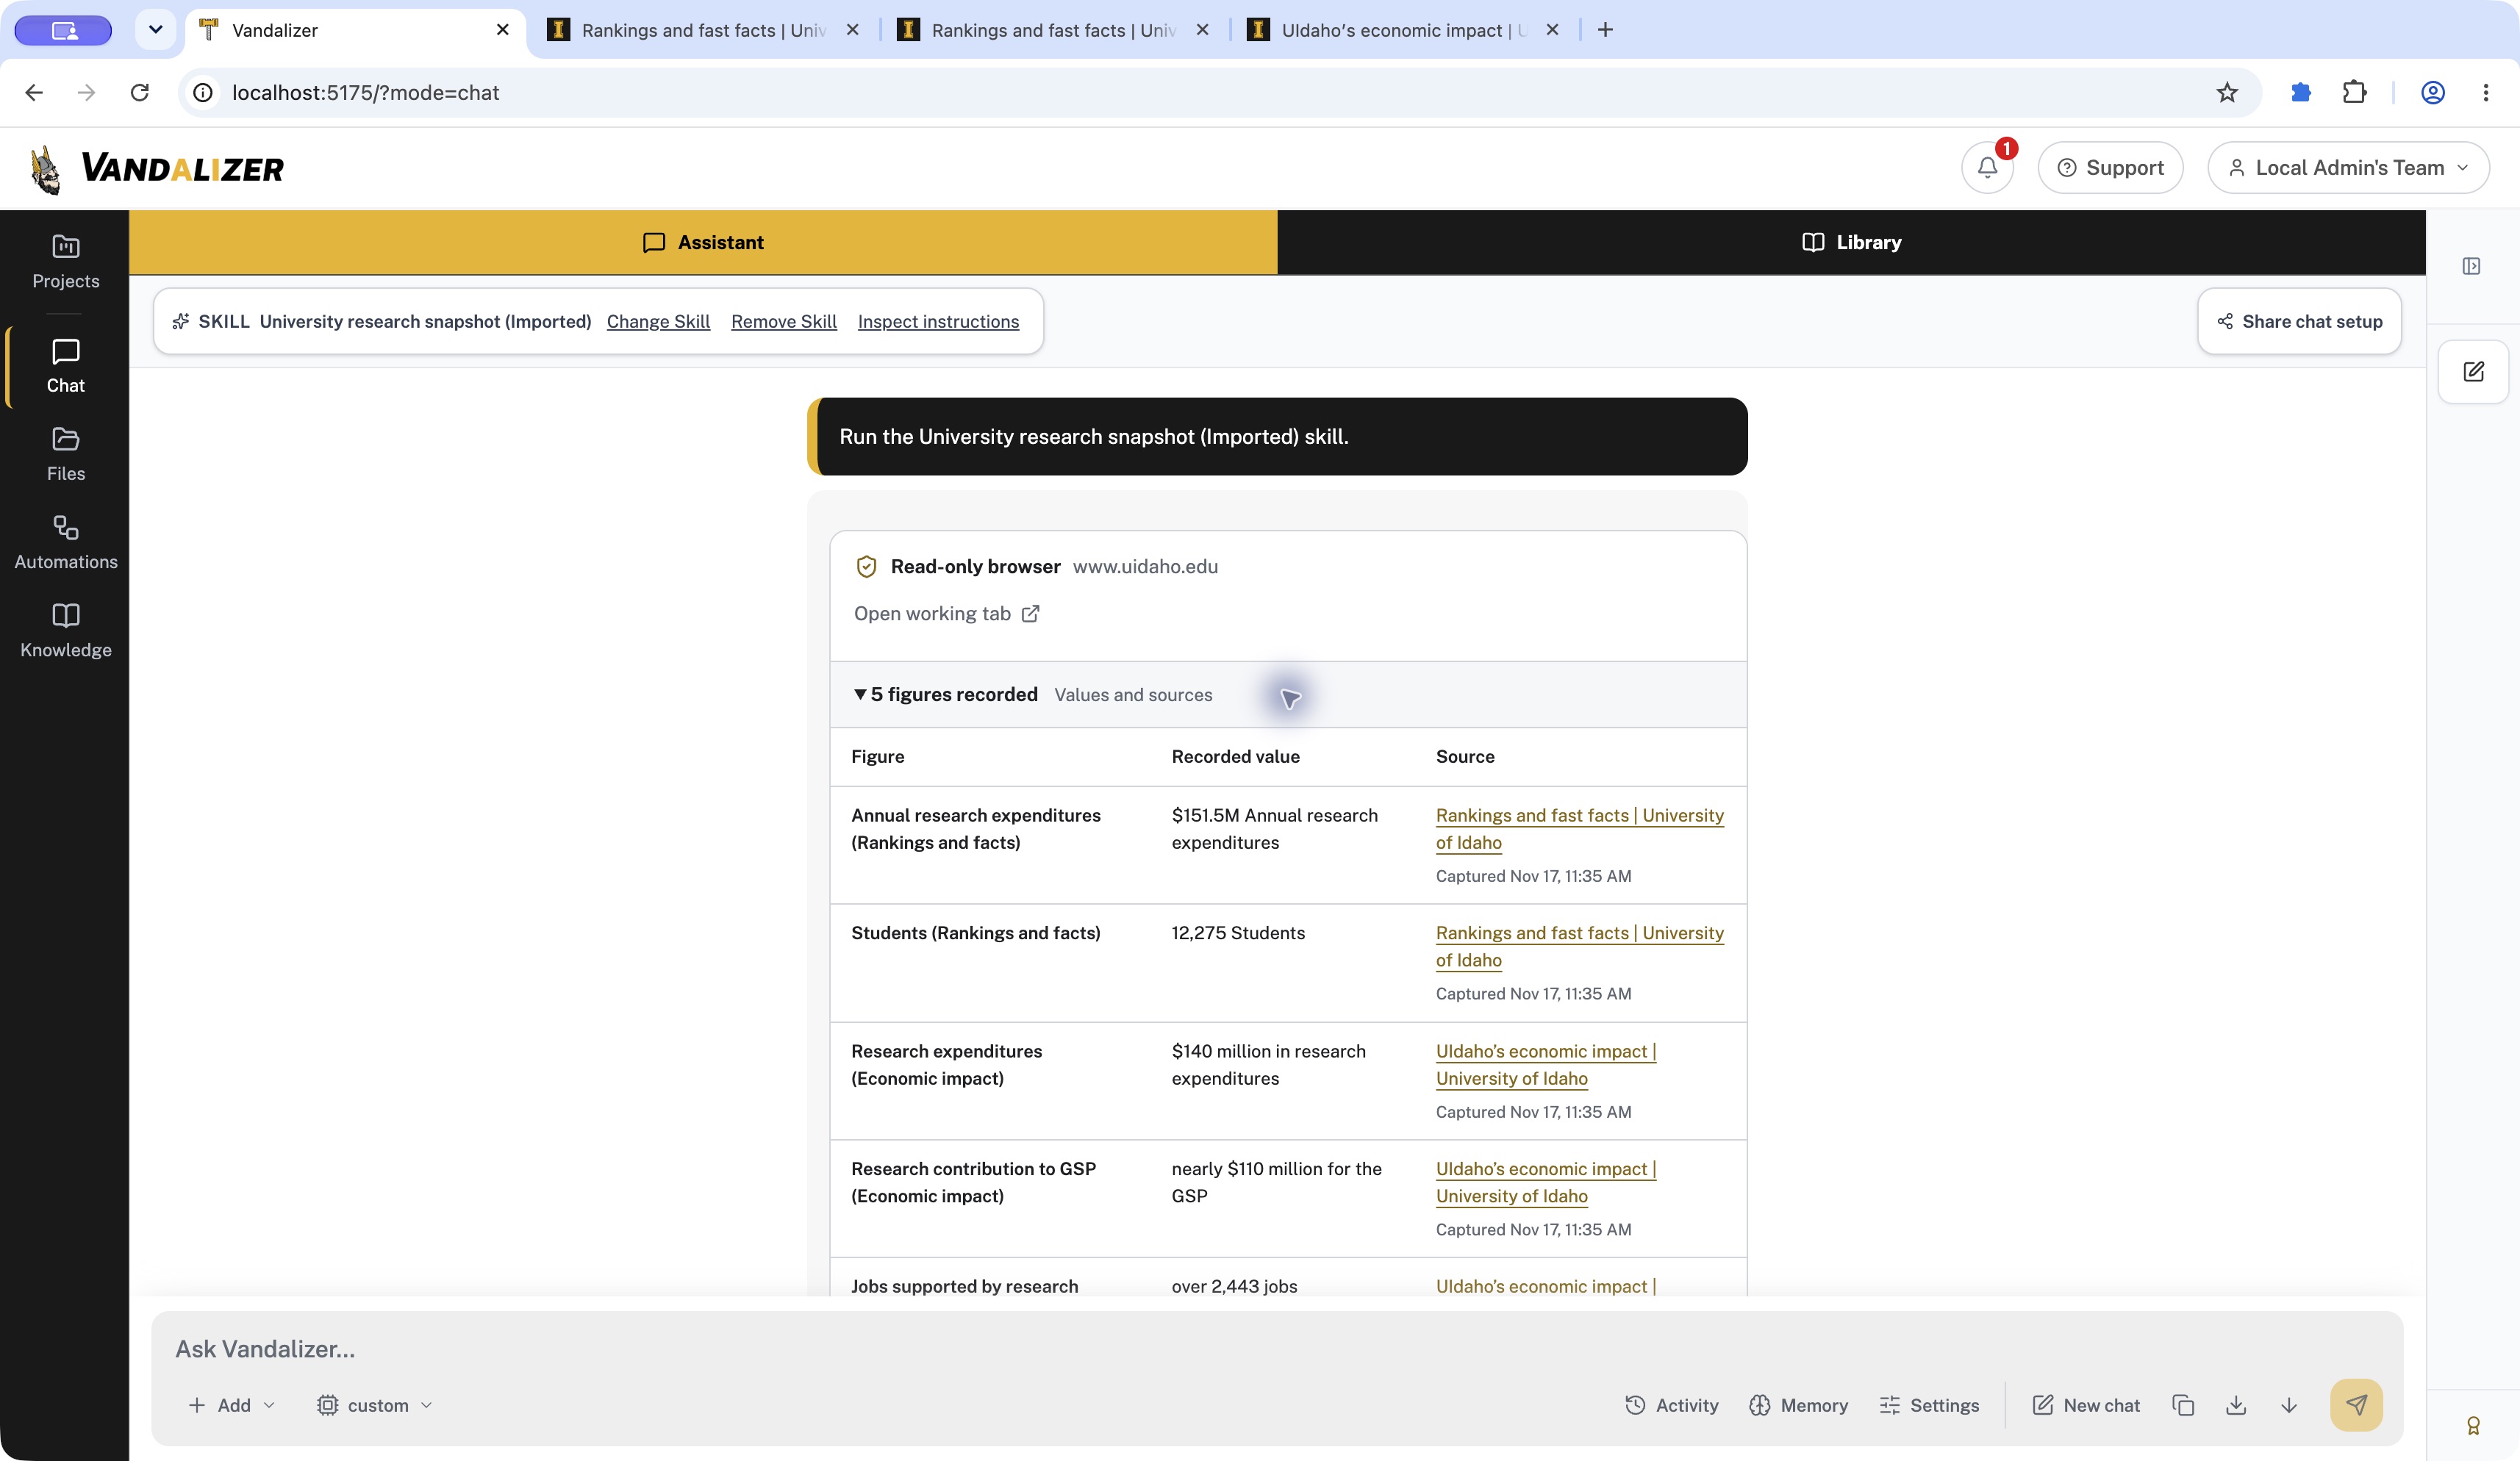 Vandalizer
Rankings and fast facts | Univ
Rankings and fast facts | Univ
UIdaho's economic impact | U
localhost:5175/?mode=chat
VANDALIZER
1
Support
Local Admin's Team
Projects
Chat
Files
Automations
Knowledge
Assistant
Library
SKILL University research snapshot (Imported) Change Skill Remove Skill Inspect instructions
Share chat setup
Run the University research snapshot (Imported) skill.
Read-only browser www.uidaho.edu
Open working tab
5 figures recorded Values and sources
Figure Recorded value Source
Annual research expenditures
(Rankings and facts)
$151.5M Annual research
expenditures
Rankings and fast facts | University
of Idaho
Captured Nov 17, 11:35 AM
Students (Rankings and facts)
12,275 Students
Rankings and fast facts | University
of Idaho
Captured Nov 17, 11:35 AM
Research expenditures
(Economic impact)
$140 million in research
expenditures
UIdaho’s economic impact |
University of Idaho
Captured Nov 17, 11:35 AM
Research contribution to GSP
(Economic impact)
nearly $110 million for the
GSP
UIdaho’s economic impact |
University of Idaho
Captured Nov 17, 11:35 AM
Jobs supported by research
over 2,443 jobs
UIdaho’s economic impact |
Ask Vandalizer...
Add
custom
Activity
Memory
Settings
New chat